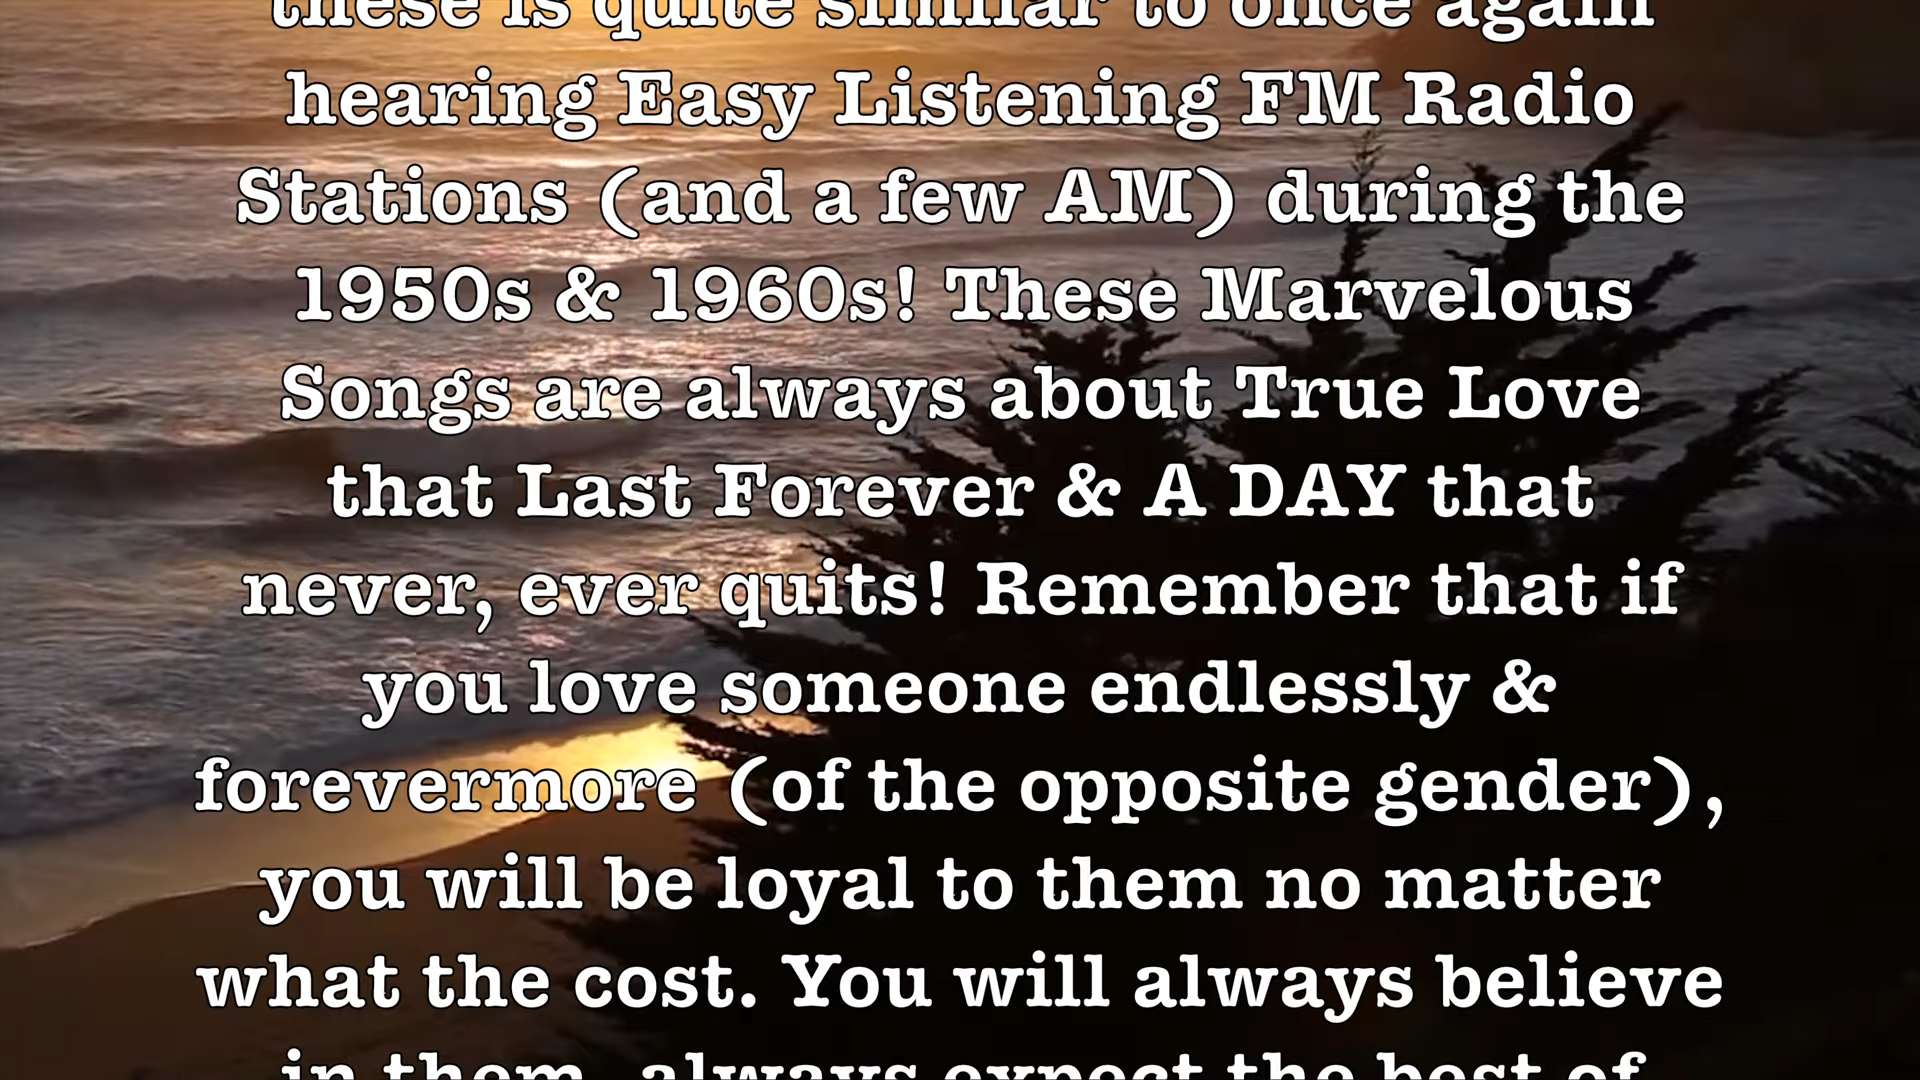 these is quite similar to once again
hearing Easy Listening FM Radio
Stations (and a few AM) during the
1950s & 1960s! These Marvelous
Songs are always about True Love
that Last Forever & A DAY that
never, ever quits! Remember that if
you love someone endlessly &
forevermore (of the opposite gender),
you will be loyal to them no matter
what the cost. You will always believe
in them, always expect the best of